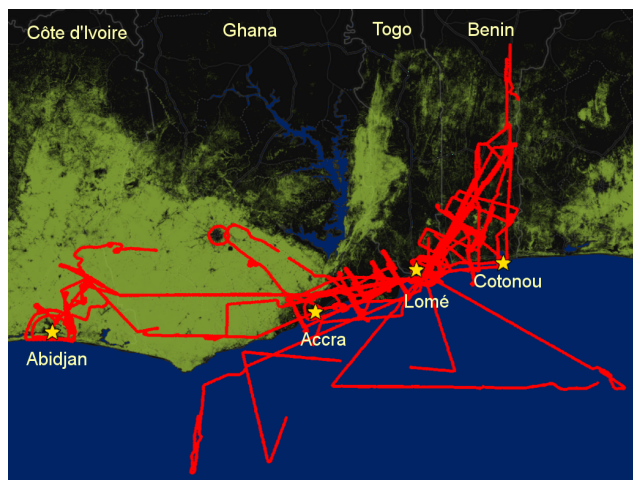 Côte d'Ivoire
Ghana
Togo
Benin
Cotonou
Lomé
Accra
Abidjan